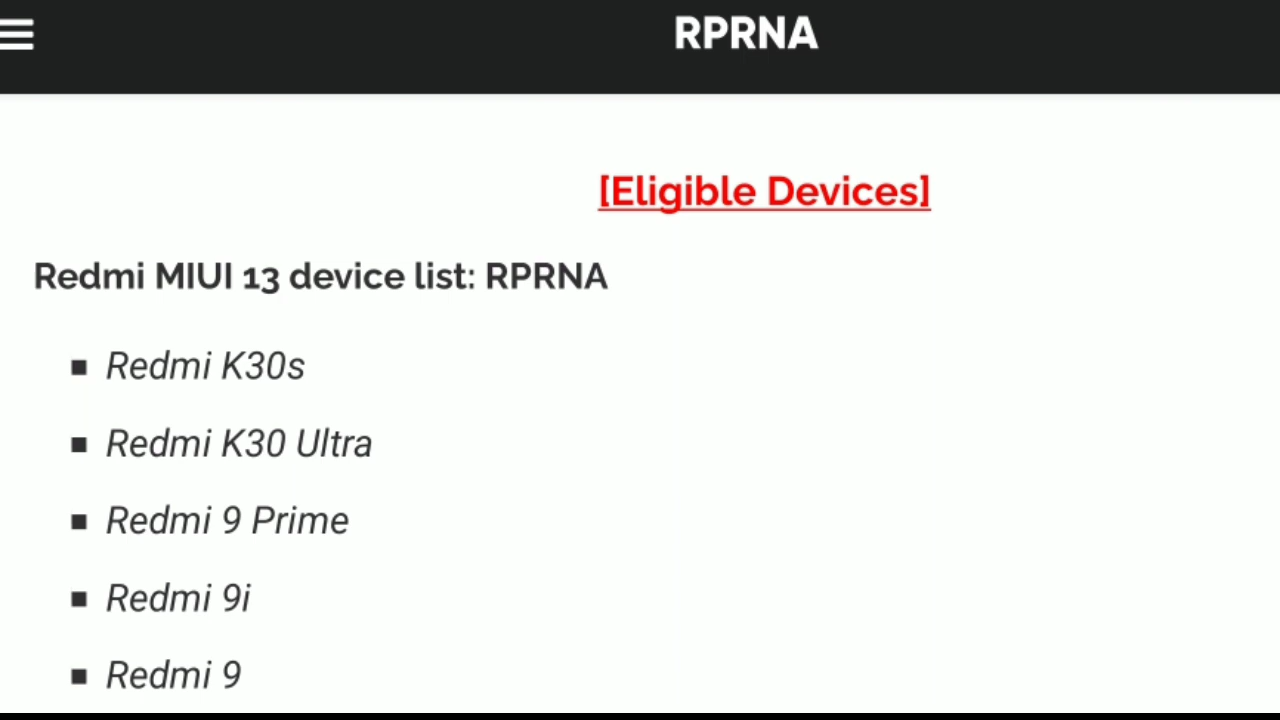 RPRNA
[Eligible Devices]
Redmi MIUI 13 device list: RPRNA
Redmi K30s
Redmi K30 Ultra
Redmi 9 Prime
Redmi 9i
Redmi 9